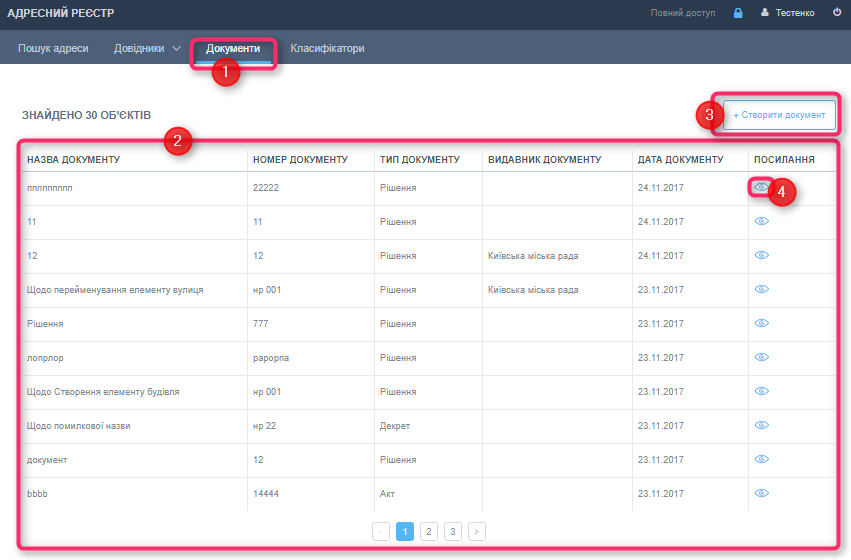 АДРЕСНИЙ РЕЄСТР Повний доступ Тестенко
Пошук адреси Довідники Документи Класифікатори
1
ЗНАЙДЕНО 30 ОБ'ЄКТІВ 3 + Створити документ
2
НАЗВА ДОКУМЕНТУ НОМЕР ДОКУМЕНТУ ТИП ДОКУМЕНТУ ВИДАВНИК ДОКУМЕНТУ ДАТА ДОКУМЕНТУ ПОСИЛАННЯ
ппппппппп 22222 Рішення 24.11.2017 4
11 11 Рішення 24.11.2017
12 12 Рішення Київська міська рада 24.11.2017
Щодо перейменування елементу вулиця нр 001 Рішення Київська міська рада 23.11.2017
Рішення 777 Рішення 23.11.2017
лопрлор рарорпа Рішення 23.11.2017
Щодо Створення елементу будівля нр 001 Рішення 23.11.2017
Щодо помилкової назви нр 22 Декрет 23.11.2017
документ 12 Рішення 23.11.2017
bbbb 14444 Акт 23.11.2017
‹ 1 2 3 ›